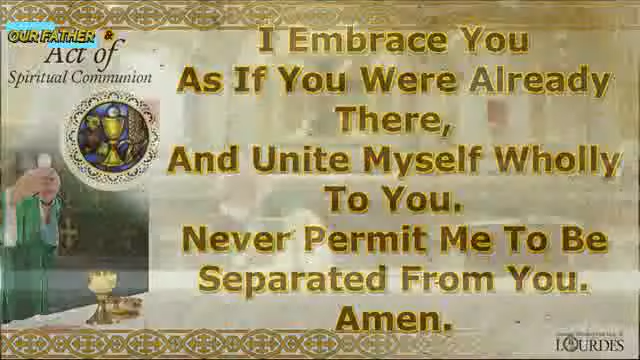 OUR FATHER &
Act of
Spiritual Communion
I Embrace You
As If You Were Already
There,
And Unite Myself Wholly
To You.
Never Permit Me To Be
Separated From You.
Amen.
LOURDES